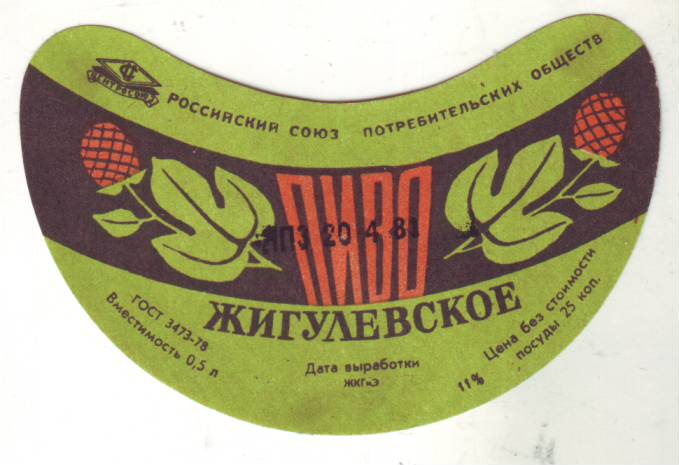 ЦЕНТРОСОЮЗ
РОССИЙСКИЙ СОЮЗ ПОТРЕБИТЕЛЬСКИХ ОБЩЕСТВ
ПИВО
20 4 83
ЖИГУЛЕВСКОЕ
ГОСТ 3473-78
Вместимость 0,5 л
Дата выработки
ЖКГиЗ
11%
Цена без стоимости
посуды 25 коп.